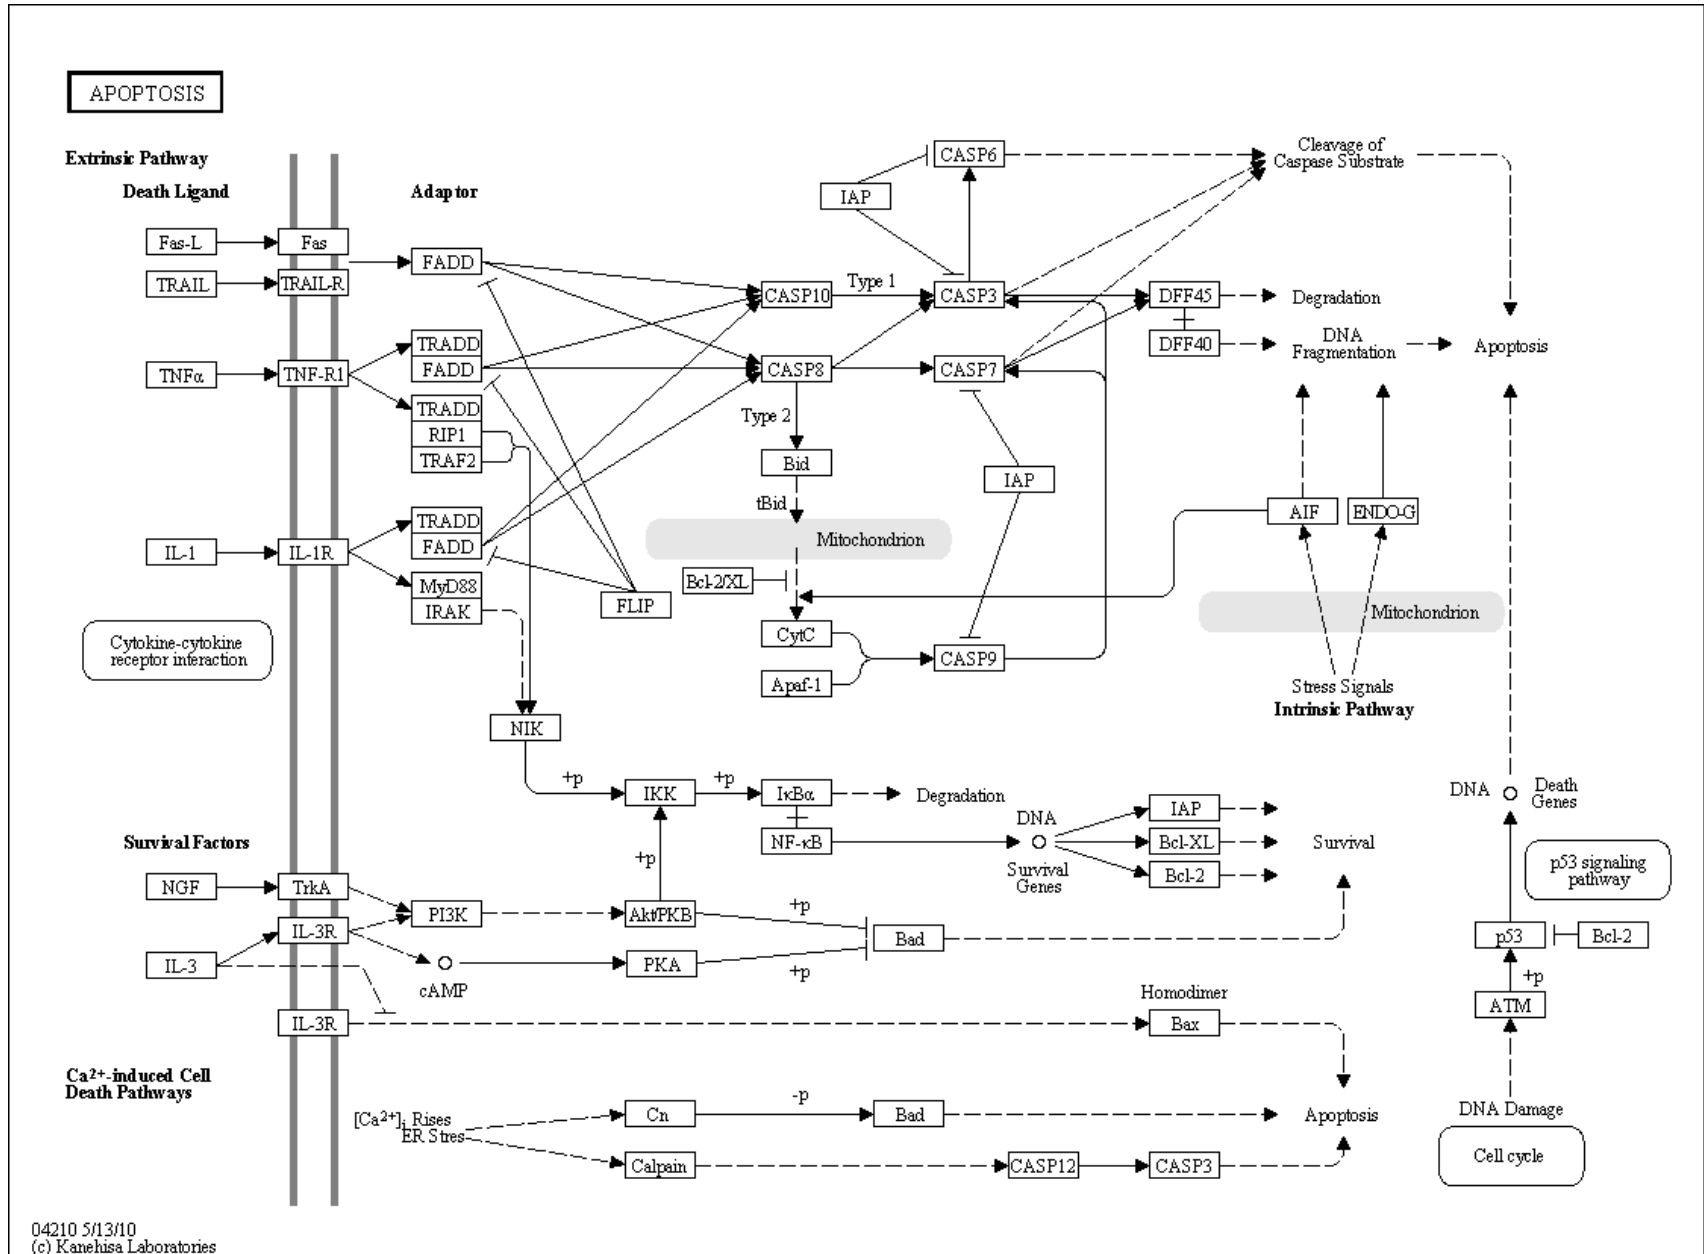 APOPTOSIS
Extrinsic Pathway
Death Ligand
Adaptor
Fas-L
Fas
TRAIL
TRAIL-R
FADD
TNFα
TNF-R1
TRADD
FADD
TRADD
RIP1
TRAF2
IL-1
IL-1R
TRADD
FADD
MyD88
IRAK
FLIP
Cytokine-cytokine
receptor interaction
CASP6
IAP
CASP10
Type 1
CASP3
CASP8
CASP7
Type 2
Bid
tBid
Mitochondrion
Bcl-2/XL
CytC
Apaf-1
CASP9
IAP
Cleavage of
Caspase Substrate
DFF45
Degradation
DFF40
DNA
Fragmentation
Apoptosis
AIF
ENDO-G
Mitochondrion
Stress Signals
Intrinsic Pathway
NIK
+p
IKK
+p
IκBα
Degradation
NF-κB
DNA
Survival
Genes
IAP
Bcl-XL
Bcl-2
Survival
+p
Survival Factors
NGF
TrkA
PI3K
Akt/PKB
+p
IL-3R
IL-3
cAMP
PKA
+p
Bad
IL-3R
Homodimer
Bax
Ca2+-induced Cell
Death Pathways
[Ca2+]i Rises
ER Stres
Cn
-p
Bad
Apoptosis
Calpain
CASP12
CASP3
DNA
Death
Genes
p53 signaling
pathway
p53
Bcl-2
+p
ATM
DNA Damage
Cell cycle
04210 5/13/10
(c) Kanehisa Laboratories